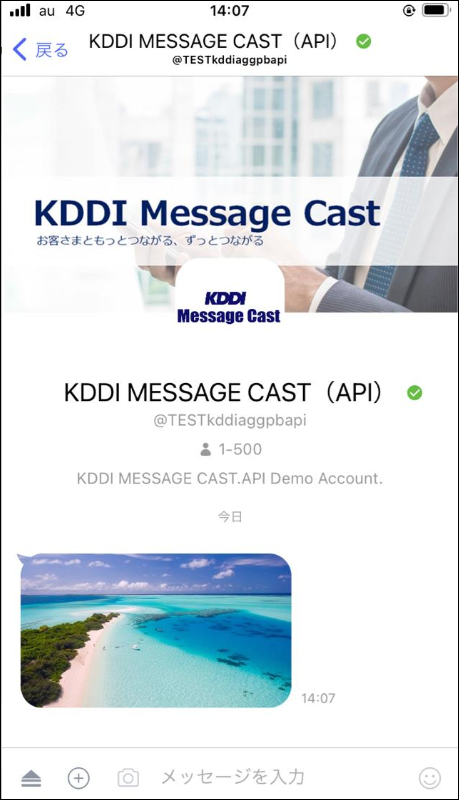 au 4G 14:07
戻る
KDDI MESSAGE CAST（API）
@TESTkddiaggpbapi
KDDI Message Cast
お客さまともっとつながる、ずっとつながる
KDDI
Message Cast
KDDI MESSAGE CAST（API）
@TESTkddiaggpbapi
1-500
KDDI MESSAGE CAST.API Demo Account.
今日
14:07
メッセージを入力